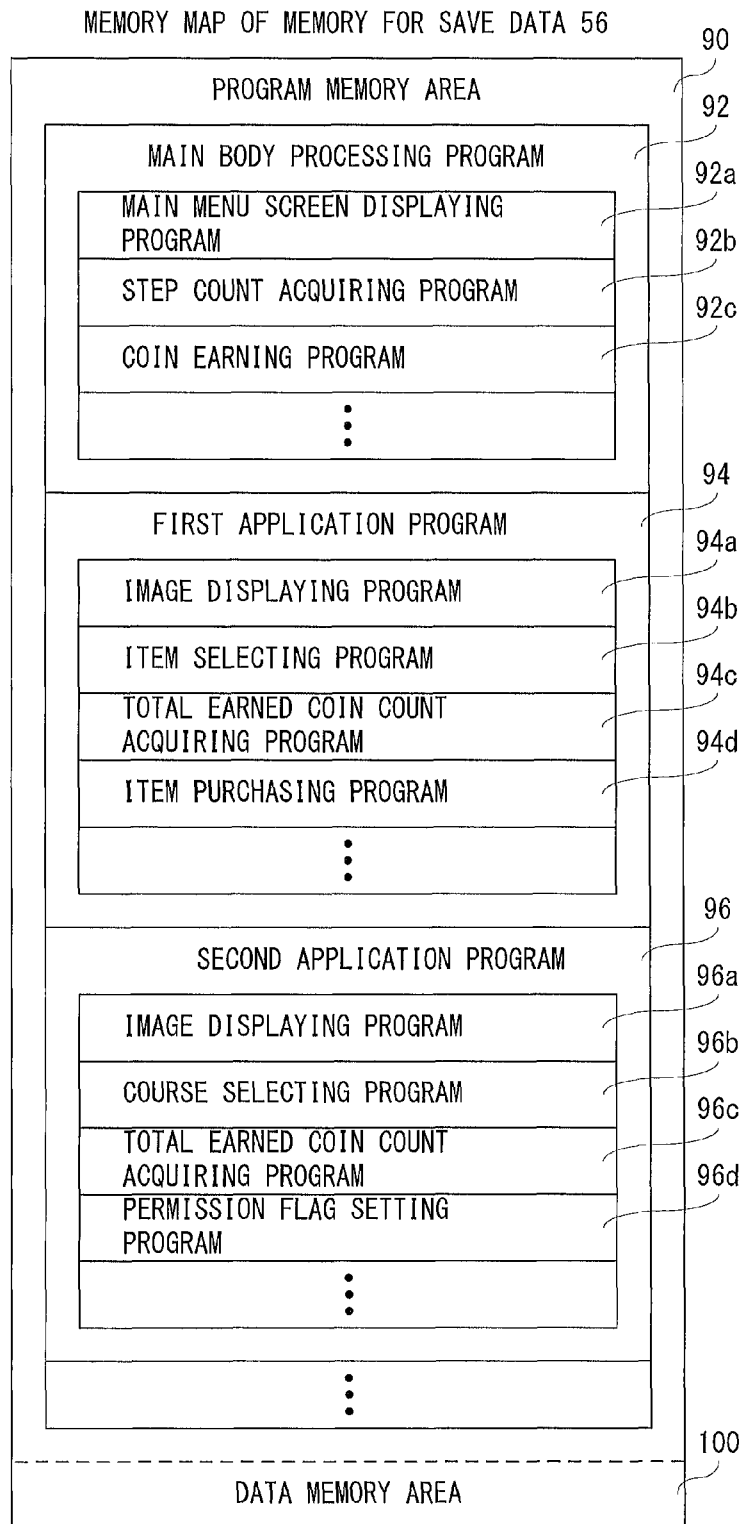 MEMORY MAP OF MEMORY FOR SAVE DATA 56
90
PROGRAM MEMORY AREA
92
MAIN BODY PROCESSING PROGRAM
92a
MAIN MENU SCREEN DISPLAYING
PROGRAM
92b
STEP COUNT ACQUIRING PROGRAM
92c
COIN EARNING PROGRAM
94
FIRST APPLICATION PROGRAM
94a
IMAGE DISPLAYING PROGRAM
94b
ITEM SELECTING PROGRAM
94c
TOTAL EARNED COIN COUNT
ACQUIRING PROGRAM
94d
ITEM PURCHASING PROGRAM
96
SECOND APPLICATION PROGRAM
96a
IMAGE DISPLAYING PROGRAM
96b
COURSE SELECTING PROGRAM
96c
TOTAL EARNED COIN COUNT
ACQUIRING PROGRAM
96d
PERMISSION FLAG SETTING
PROGRAM
100
DATA MEMORY AREA